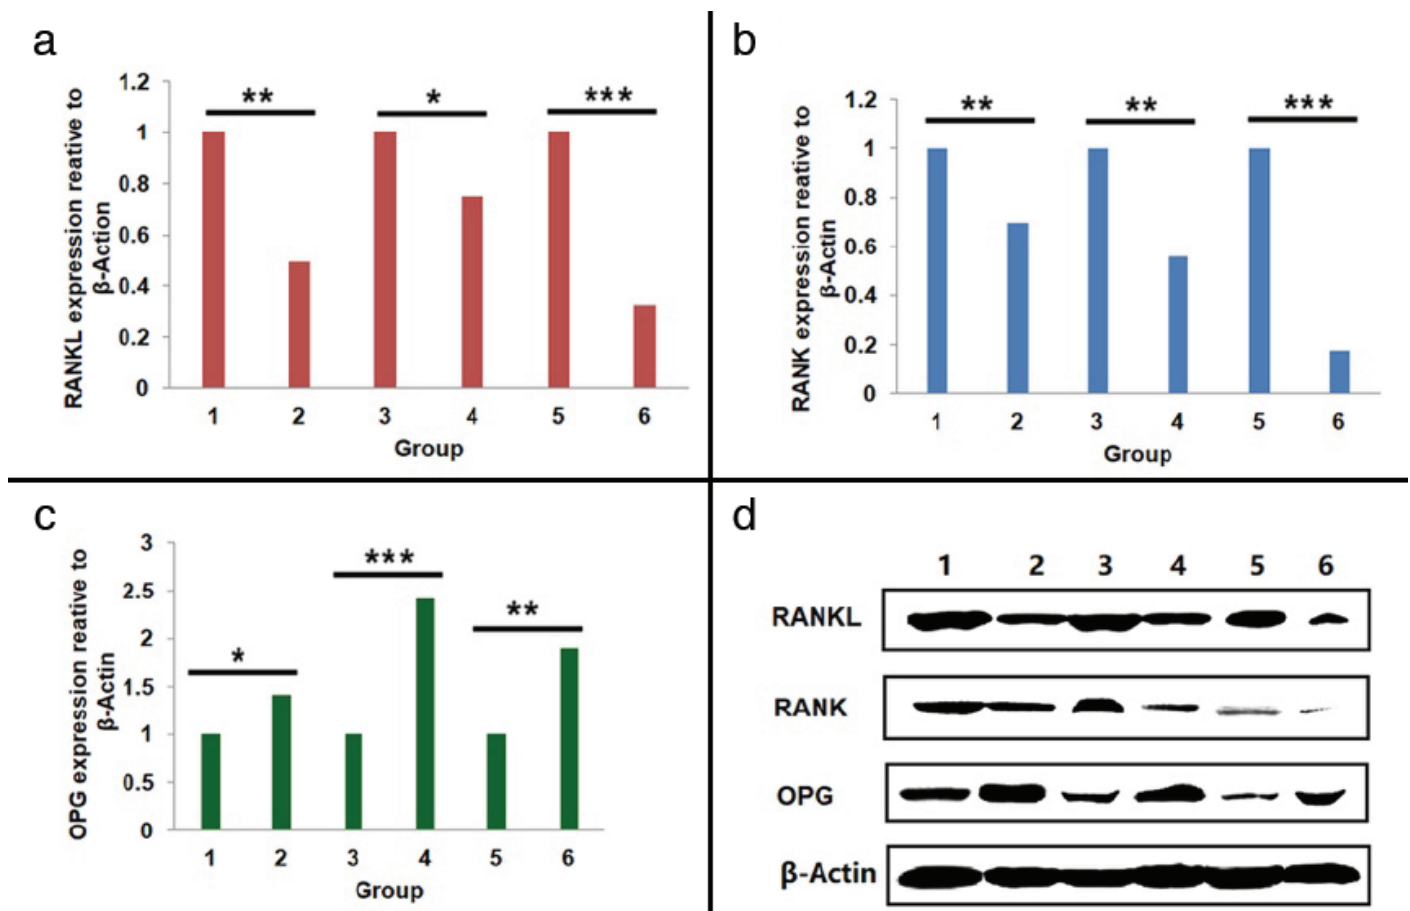 a
RANKL expression reative to
β-Action
1.2
1
0.8
0.6
0.4
0.2
0
** * ***
1 2 3 4 5 6
Group
b
RANK expression reative to
β-Actin
1.2
1
0.8
0.6
0.4
0.2
0
** ** ***
1 2 3 4 5 6
Group
c
OPG expression reative to
β-Actin
3
2.5
2
1.5
1
0.5
0
* *** **
1 2 3 4 5 6
Group
d
1 2 3 4 5 6
RANKL
RANK
OPG
β-Actin